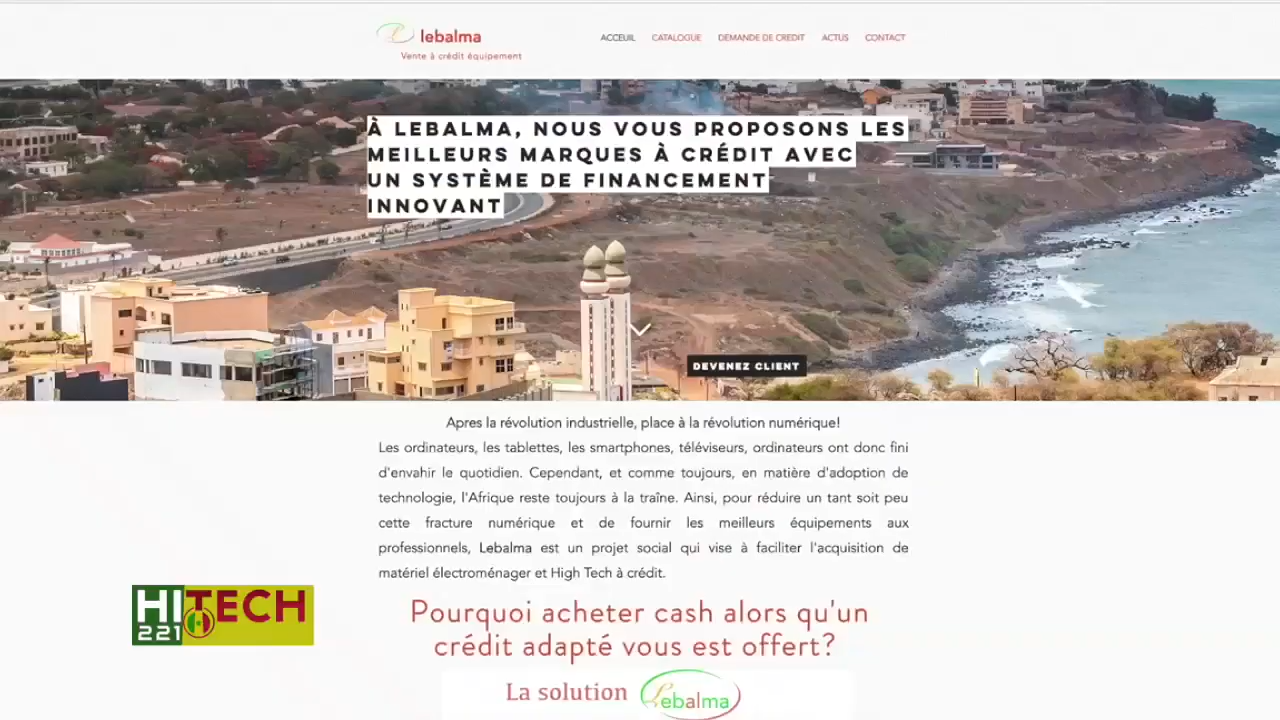 lebalma
Vente à crédit équipement
ACCEUIL CATALOGUE DEMANDE DE CREDIT ACTUS CONTACT
À LEBALMA, NOUS VOUS PROPOSONS LES
MEILLEURS MARQUES À CRÉDIT AVEC
UN SYSTÈME DE FINANCEMENT
INNOVANT
DEVENEZ CLIENT
Apres la révolution industrielle, place à la révolution numérique!
Les ordinateurs, les tablettes, les smartphones, téléviseurs, ordinateurs ont donc fini
d'envahir le quotidien. Cependant, et comme toujours, en matière d'adoption de
technologie, l'Afrique reste toujours à la traîne. Ainsi, pour réduire un tant soit peu
cette fracture numérique et de fournir les meilleurs équipements aux
professionnels, Lebalma est un projet social qui vise à faciliter l'acquisition de
matériel électroménager et High Tech à crédit.
HITECH
221
Pourquoi acheter cash alors qu'un
crédit adapté vous est offert?
La solution Lebalma